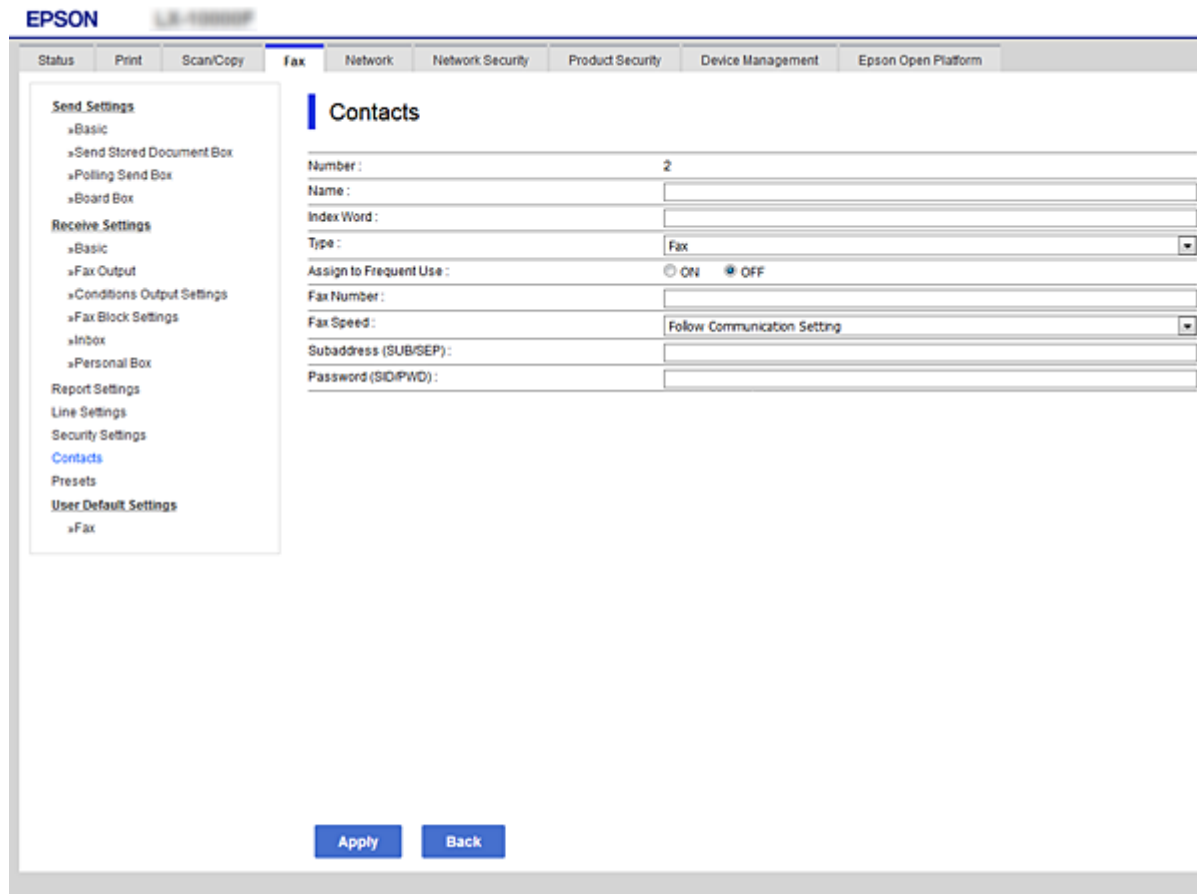 EPSON
Status Print Scan/Copy Fax Network Network Security Product Security Device Management Epson Open Platform
Send Settings
»Basic
»Send Stored Document Box
»Polling Send Box
»Board Box
Receive Settings
»Basic
»Fax Output
»Conditions Output Settings
»Fax Block Settings
»Inbox
»Personal Box
Report Settings
Line Settings
Security Settings
Contacts
Presets
User Default Settings
»Fax
Contacts
Number : 2
Name :
Index Word :
Type : Fax
Assign to Frequent Use : ON OFF
Fax Number :
Fax Speed : Follow Communication Setting
Subaddress (SUB/SEP) :
Password (SID/PWD) :
Apply Back